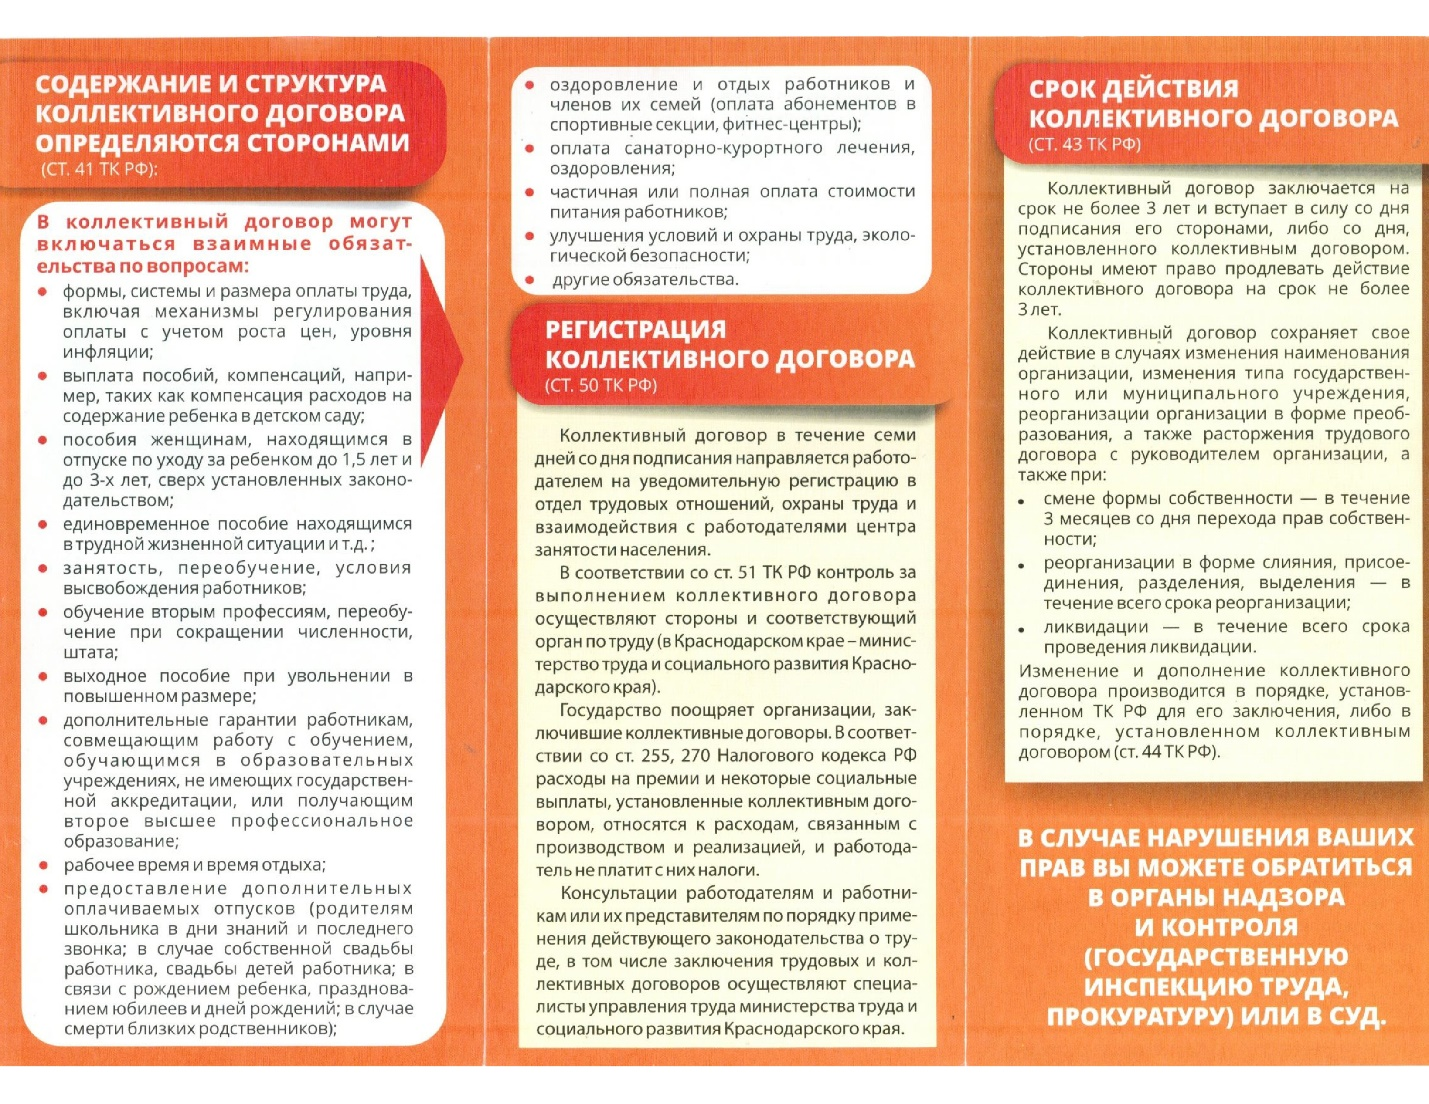 СОДЕРЖАНИЕ И СТРУКТУРА
КОЛЛЕКТИВНОГО ДОГОВОРА
ОПРЕДЕЛЯЮТСЯ СТОРОНАМИ
(СТ. 41 ТК РФ):
В коллективный договор могут
включаться взаимные обязат-
ельства по вопросам:
• формы, системы и размера оплаты труда,
включая механизмы регулирования
оплаты с учетом роста цен, уровня
инфляции;
• выплата пособий, компенсаций, напри-
мер, таких как компенсация расходов на
содержание ребенка в детском саду;
• пособия женщинам, находящимся в
отпуске по уходу за ребенком до 1,5 лет и
до 3-х лет, сверх установленных законо-
дательством;
• единовременное пособие находящимся
в трудной жизненной ситуации и т.д. ;
• занятость, переобучение, условия
высвобождения работников;
• обучение вторым профессиям, переобу-
чение при сокращении численности,
штата;
• выходное пособие при увольнении в
повышенном размере;
• дополнительные гарантии работникам,
совмещающим работу с обучением,
обучающимся в образовательных
учреждениях, не имеющих государствен-
ной аккредитации, или получающим
второе высшее профессиональное
образование;
• рабочее время и время отдыха;
• предоставление дополнительных
оплачиваемых отпусков (родителям
школьника в дни знаний и последнего
звонка; в случае собственной свадьбы
работника, свадьбы детей работника; в
связи с рождением ребенка, празднова-
нием юбилеев и дней рождений; в случае
смерти близких родственников);
• оздоровление и отдых работников и
членов их семей (оплата абонементов в
спортивные секции, фитнес-центры);
• оплата санаторно-курортного лечения,
оздоровления;
• частичная или полная оплата стоимости
питания работников;
• улучшения условий и охраны труда, эколо-
гической безопасности;
• другие обязательства.
РЕГИСТРАЦИЯ
КОЛЛЕКТИВНОГО ДОГОВОРА
(СТ. 50 ТК РФ)
Коллективный договор в течение семи
дней со дня подписания направляется работо-
дателем на уведомительную регистрацию в
отдел трудовых отношений, охраны труда и
взаимодействия с работодателями центра
занятости населения.
В соответствии со ст. 51 ТК РФ контроль за
выполнением коллективного договора
осуществляют стороны и соответствующий
орган по труду (в Краснодарском крае – минис-
терство труда и социального развития Красно-
дарского края).
Государство поощряет организации, зак-
лючившие коллективные договоры. В соответ-
ствии со ст. 255, 270 Налогового кодекса РФ
расходы на премии и некоторые социальные
выплаты, установленные коллективным дого-
вором, относятся к расходам, связанным с
производством и реализацией, и работода-
тель не платит с них налоги.
Консультации работодателям и работни-
кам или их представителям по порядку приме-
нения действующего законодательства о тру-
де, в том числе заключения трудовых и кол-
лективных договоров осуществляют специа-
листы управления труда министерства труда и
социального развития Краснодарского края.
СРОК ДЕЙСТВИЯ
КОЛЛЕКТИВНОГО ДОГОВОРА
(СТ. 43 ТК РФ)
Коллективный договор заключается на
срок не более 3 лет и вступает в силу со дня
подписания его сторонами, либо со дня,
установленного коллективным договором.
Стороны имеют право продлевать действие
коллективного договора на срок не более
3 лет.
Коллективный договор сохраняет свое
действие в случаях изменения наименования
организации, изменения типа государствен-
ного или муниципального учреждения,
реорганизации организации в форме преоб-
разования, а также расторжения трудового
договора с руководителем организации, а
также при:
• смене формы собственности — в течение
3 месяцев со дня перехода прав собствен-
ности;
• реорганизации в форме слияния, присое-
динения, разделения, выделения — в
течение всего срока реорганизации;
• ликвидации — в течение всего срока
проведения ликвидации.
Изменение и дополнение коллективного
договора производится в порядке, установ-
ленном ТК РФ для его заключения, либо в
порядке, установленном коллективным
договором (ст. 44 ТК РФ).
В СЛУЧАЕ НАРУШЕНИЯ ВАШИХ
ПРАВ ВЫ МОЖЕТЕ ОБРАТИТЬСЯ
В ОРГАНЫ НАДЗОРА
И КОНТРОЛЯ
(ГОСУДАРСТВЕННУЮ
ИНСПЕКЦИЮ ТРУДА,
ПРОКУРАТУРУ) ИЛИ В СУД.